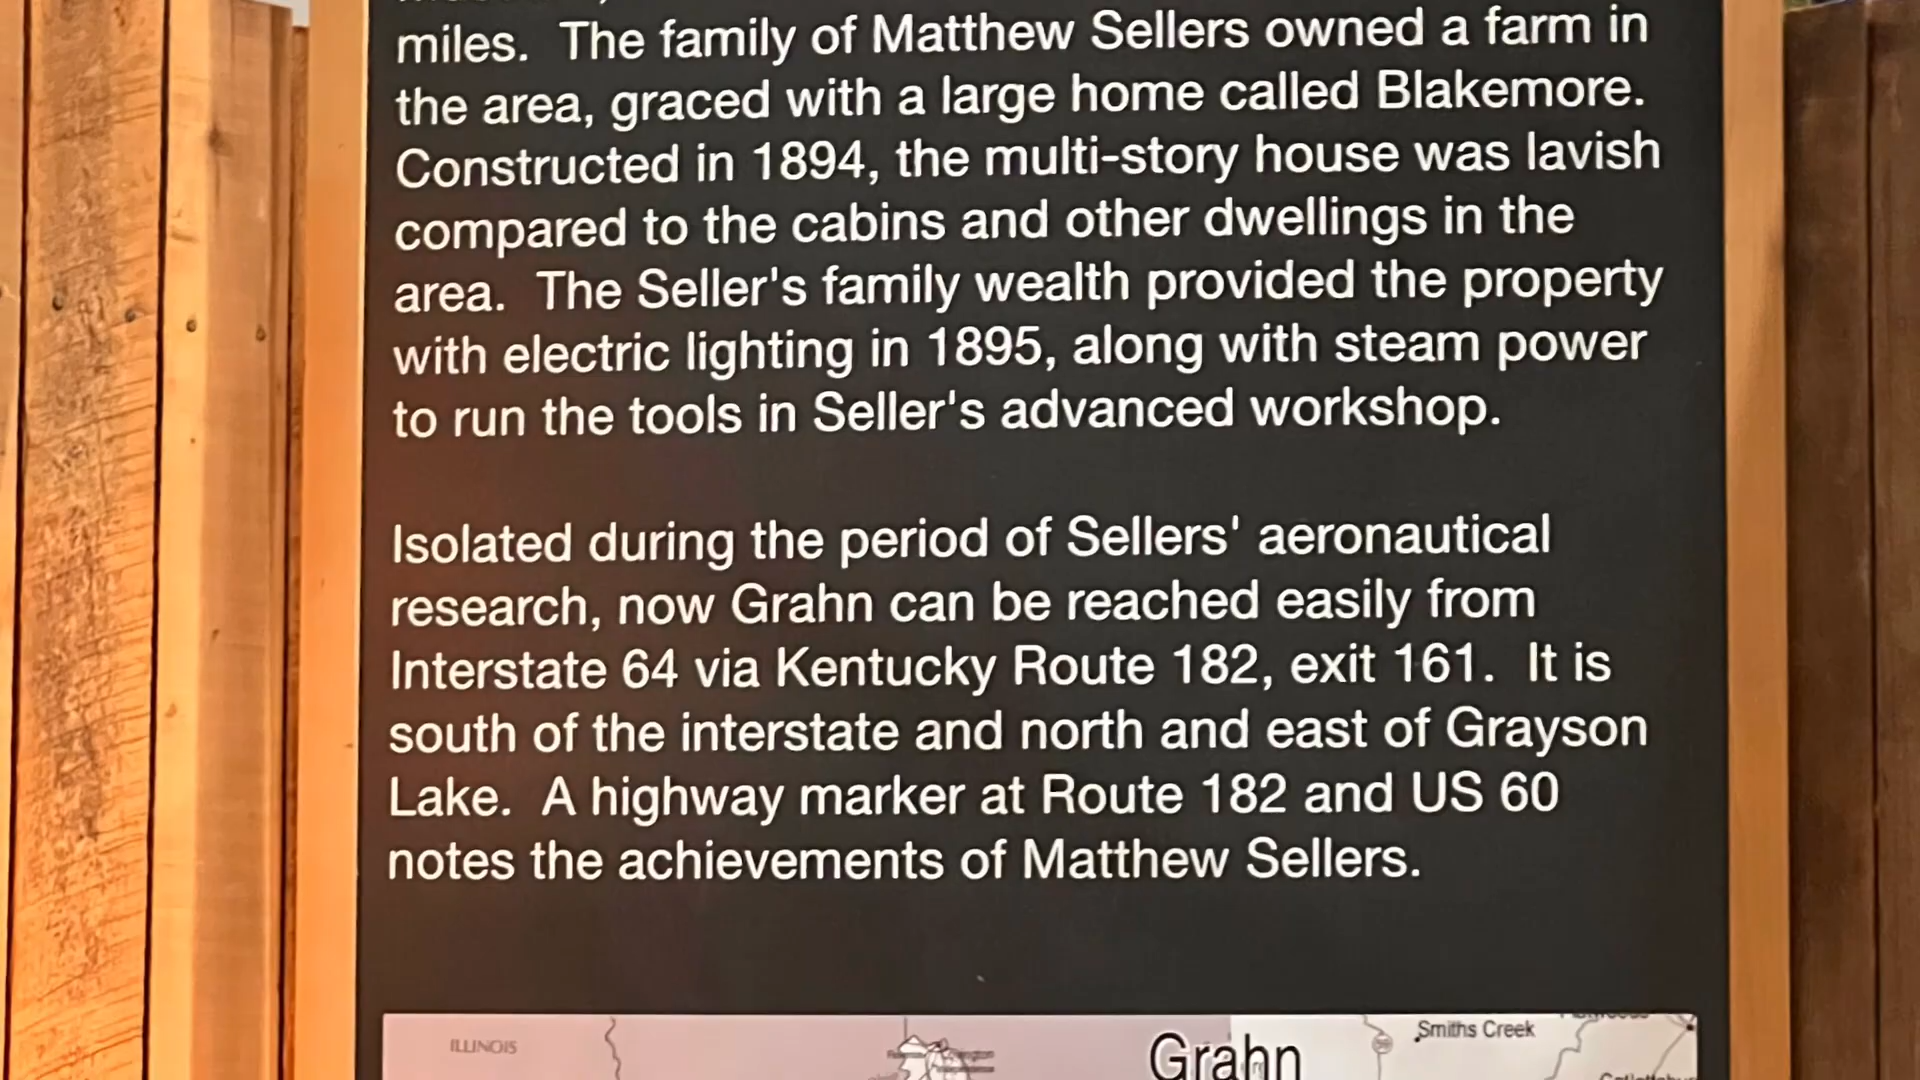 miles. The family of Matthew Sellers owned a farm in
the area, graced with a large home called Blakemore.
Constructed in 1894, the multi-story house was lavish
compared to the cabins and other dwellings in the
area. The Seller's family wealth provided the property
with electric lighting in 1895, along with steam power
to run the tools in Seller's advanced workshop.
Isolated during the period of Sellers' aeronautical
research, now Grahn can be reached easily from
Interstate 64 via Kentucky Route 182, exit 161. It is
south of the interstate and north and east of Grayson
Lake. A highway marker at Route 182 and US 60
notes the achievements of Matthew Sellers.
ILLINOIS
Grahn
Smiths Creek